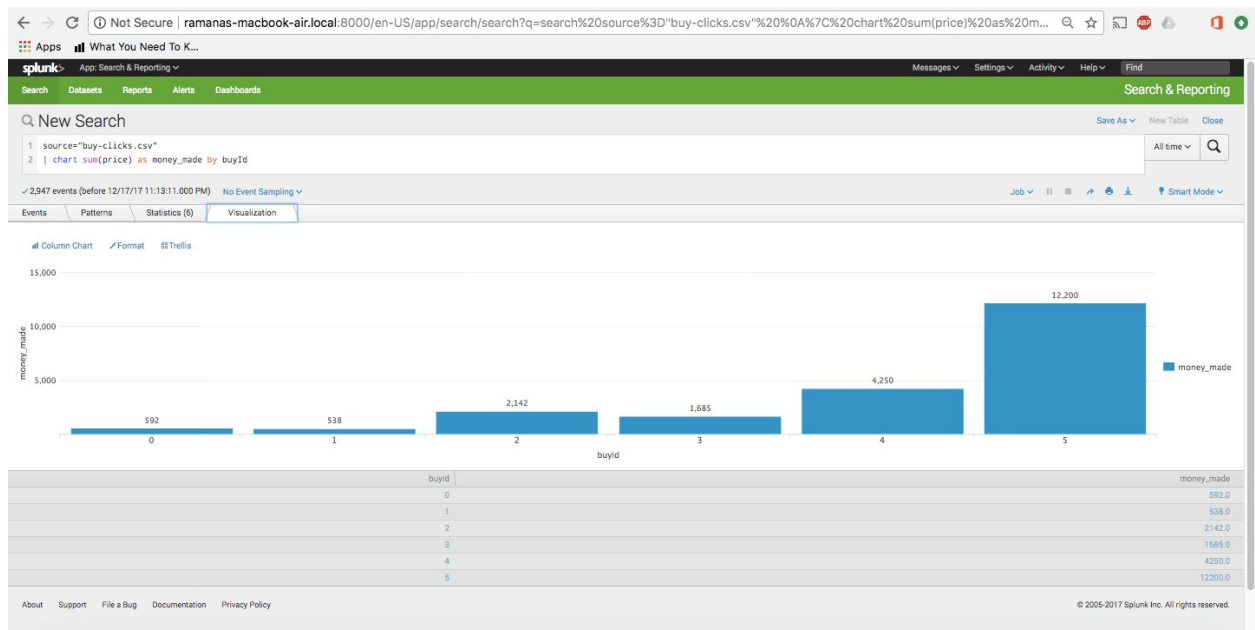 Not Secure | ramanas-macbook-air.local:8000/en-US/app/search/search?q=search%20source%3D"buy-clicks.csv"%20%0A%7C%20chart%20sum(price)%20as%20m...
ABP
Apps What You Need To K...
splunk> App: Search & Reporting Messages Settings Activity Help Find
Search Datasets Reports Alerts Dashboards Search & Reporting
New Search Save As New Table Close
1 source="buy-clicks.csv" All time
2 | chart sum(price) as money_made by buyId
✓ 2,947 events (before 12/17/17 11:13:11.000 PM) No Event Sampling Job Smart Mode
Events Patterns Statistics (6) Visualization
Column Chart Format Trellis
15,000
10,000
5,000
money_made
592
538
2,142
1,685
4,250
12,200
money_made
0 1 2 3 4 5
buyId
buyId money_made
0 592.0
1 538.0
2 2142.0
3 1685.0
4 4250.0
5 12200.0
About Support File a Bug Documentation Privacy Policy © 2005-2017 Splunk Inc. All rights reserved.